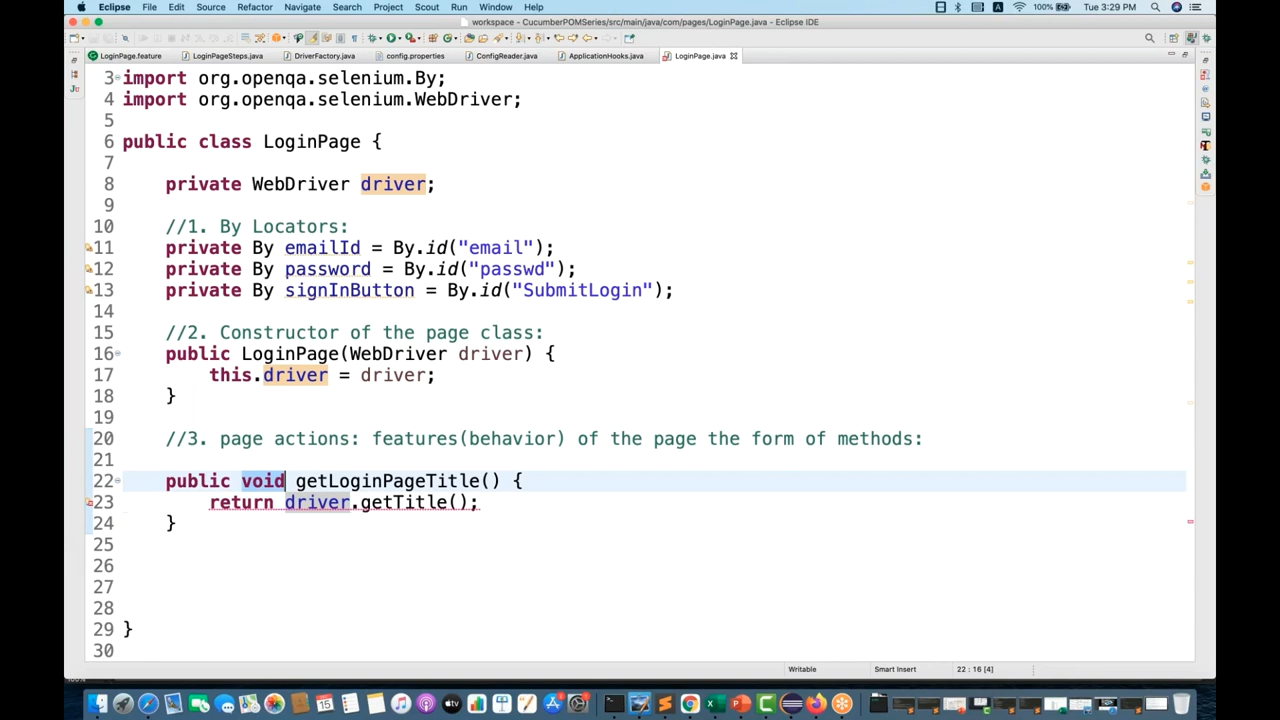 Eclipse File Edit Source Refactor Navigate Search Project Scout Run Window Help 100% Tue 3:29 PM
workspace - CucumberPOMSeries/src/main/java/com/pages/LoginPage.java - Eclipse IDE
LoginPage.feature LoginPageSteps.java DriverFactory.java config.properties ConfigReader.java ApplicationHooks.java LoginPage.java
3 import org.openqa.selenium.By;
4 import org.openqa.selenium.WebDriver;
5
6 public class LoginPage {
7
8 private WebDriver driver;
9
10 //1. By Locators:
11 private By emailId = By.id("email");
12 private By password = By.id("passwd");
13 private By signInButton = By.id("SubmitLogin");
14
15 //2. Constructor of the page class:
16 public LoginPage(WebDriver driver) {
17 this.driver = driver;
18 }
19
20 //3. page actions: features(behavior) of the page the form of methods:
21
22 public void getLoginPageTitle() {
23 return driver.getTitle();
24 }
25
26
27
28
29 }
30
Writable Smart Insert 22 : 16 [4]